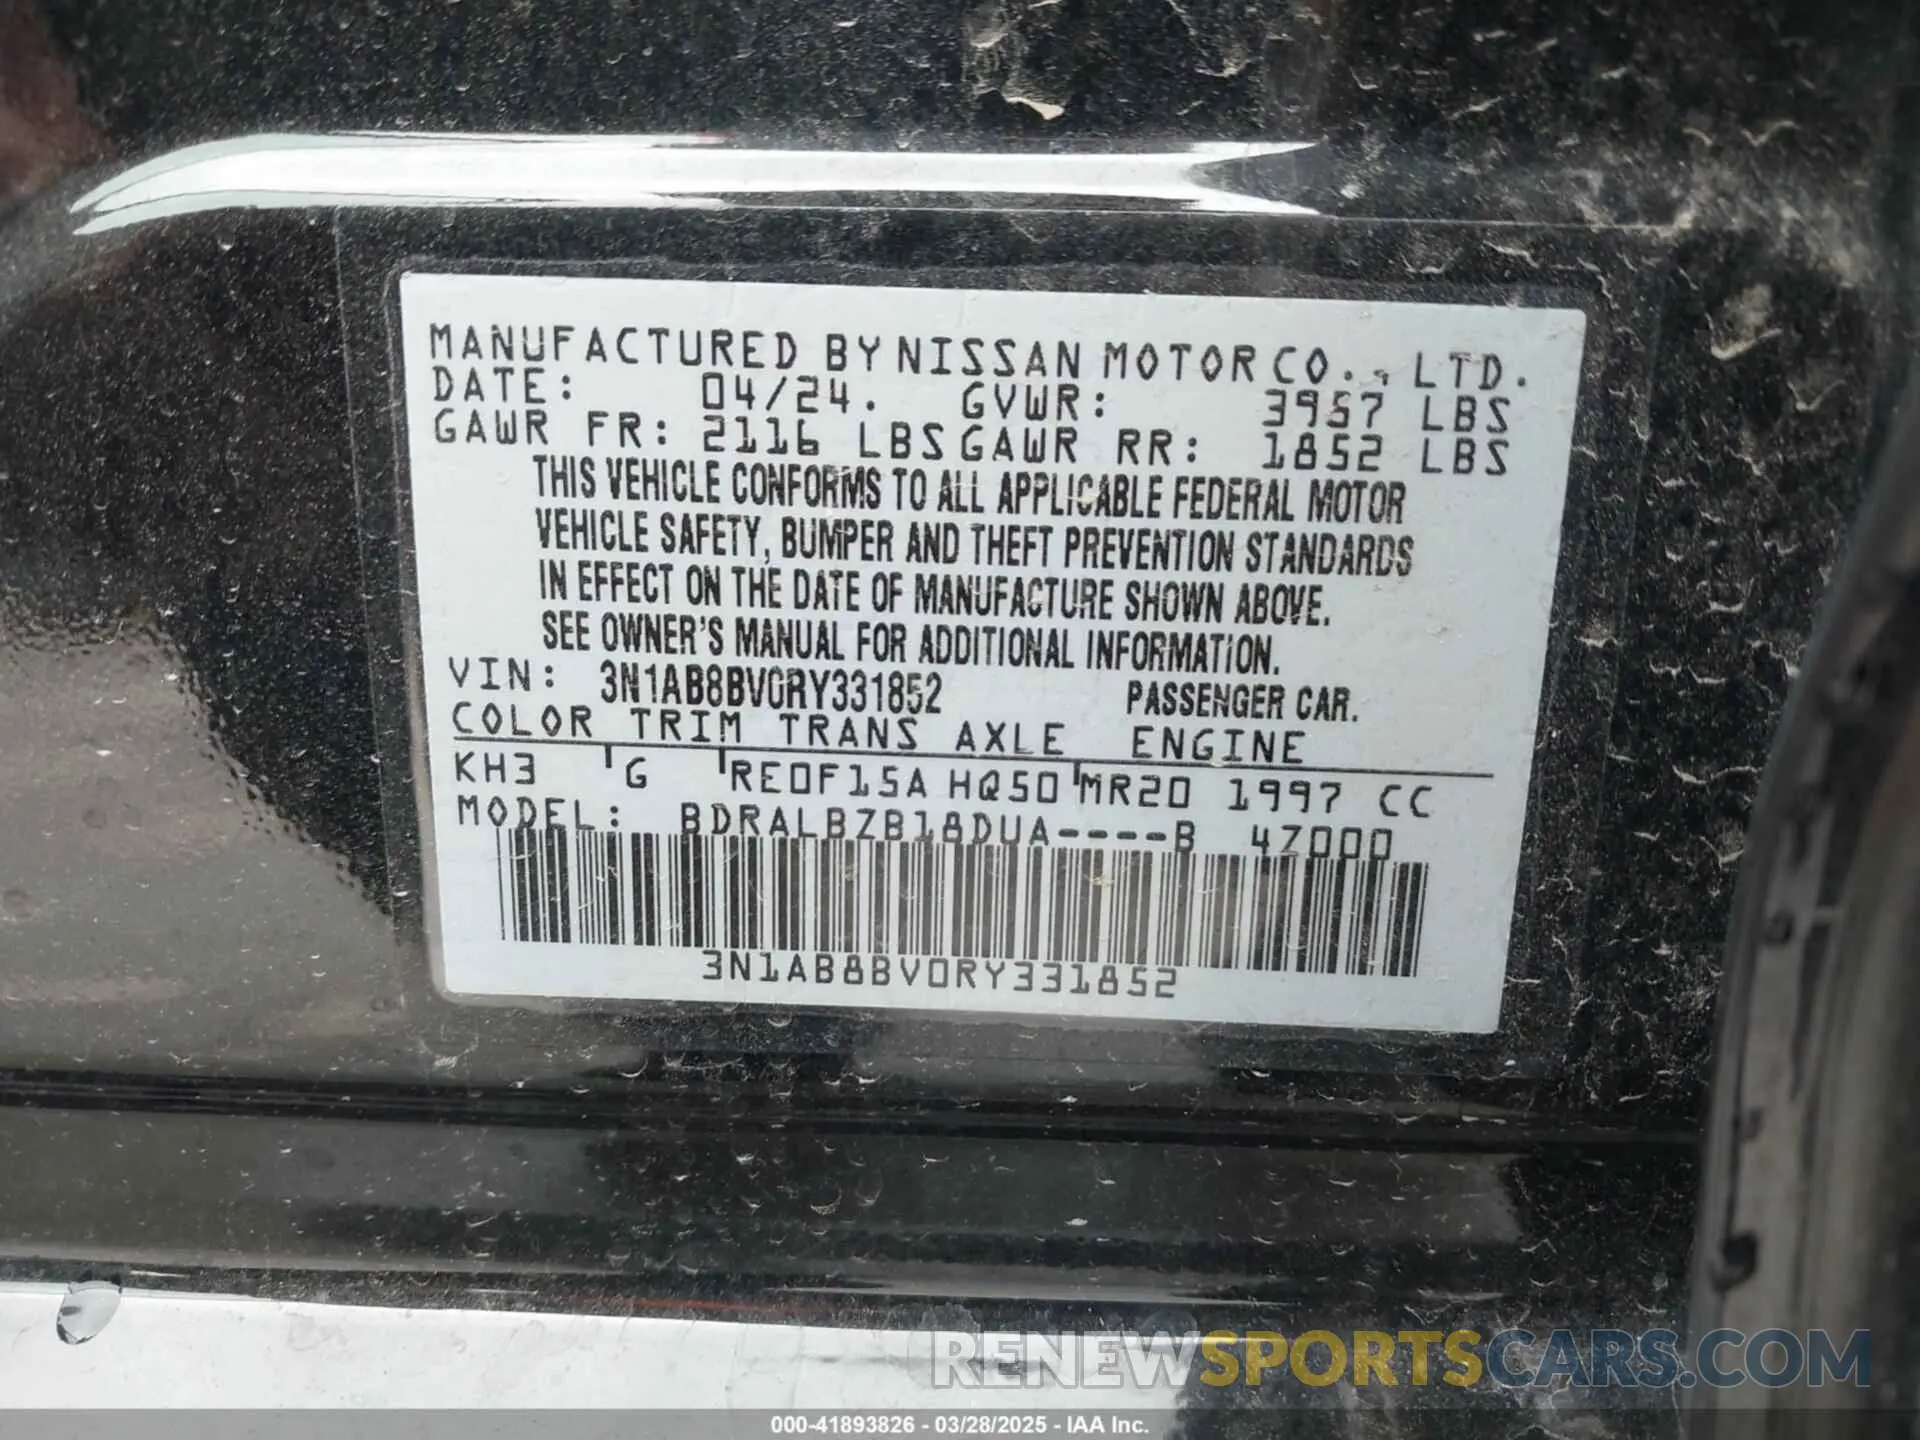 MANUFACTURED BY NISSAN MOTOR CO., LTD.
DATE: 04/24. GVWR: 3957 LBS
GAWR FR: 2116 LBS GAWR RR: 1852 LBS
THIS VEHICLE CONFORMS TO ALL APPLICABLE FEDERAL MOTOR
VEHICLE SAFETY, BUMPER AND THEFT PREVENTION STANDARDS
IN EFFECT ON THE DATE OF MANUFACTURE SHOWN ABOVE.
SEE OWNER'S MANUAL FOR ADDITIONAL INFORMATION.
VIN: 3N1AB8BV0RY331852 PASSENGER CAR.
COLOR TRIM TRANS AXLE ENGINE
KH3 G RE0F15A HQ50 MR20 1997 CC
MODEL: BDRALBZB18DUA----B 47000
3N1AB8BV0RY331852
RENEWSPORTSCARS.COM
000-41893826 - 03/28/2025 - IAA Inc.